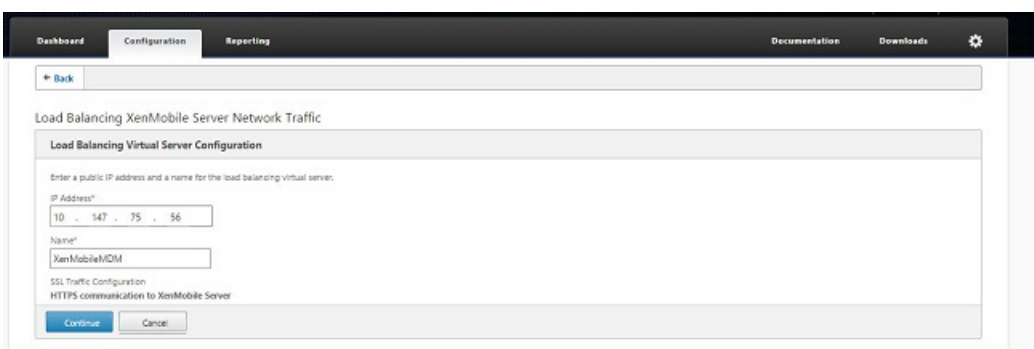 Dashboard Configuration Reporting Documentation Downloads
Back
Load Balancing XenMobile Server Network Traffic
Load Balancing Virtual Server Configuration
Enter a public IP address and a name for the load balancing virtual server.
IP Address*
10 . 147 . 75 . 56
Name*
XenMobileMDM
SSL Traffic Configuration
HTTPS communication to XenMobile Server
Continue Cancel